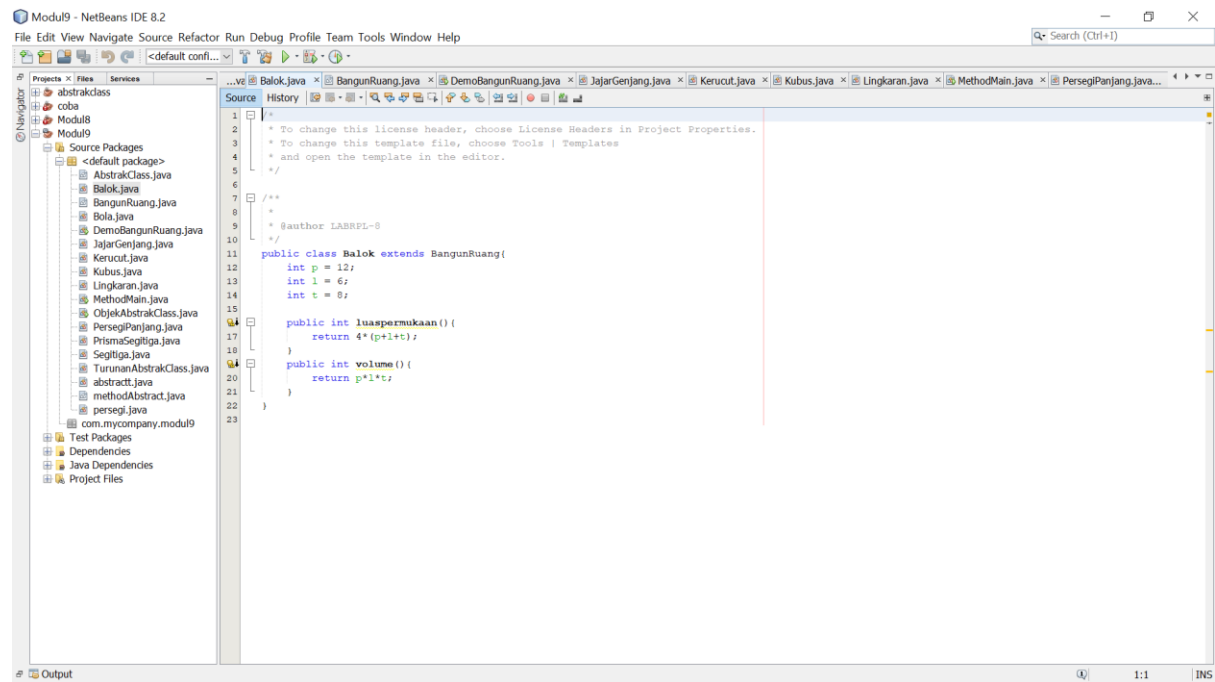 Modul9 - NetBeans IDE 8.2
File Edit View Navigate Source Refactor Run Debug Profile Team Tools Window Help
Search (Ctrl+I)
<default confi...
Projects × Files Services
Navigator
abstrakclass
coba
Modul8
Modul9
Source Packages
<default package>
AbstrakClass.java
Balok.java
BangunRuang.java
Bola.java
DemoBangunRuang.java
JajarGenjang.java
Kerucut.java
Kubus.java
Lingkaran.java
MethodMain.java
ObjekAbstrakClass.java
PersegiPanjang.java
PrismaSegitiga.java
Segitiga.java
TurunanAbstrakClass.java
abstractt.java
methodAbstract.java
persegi.java
com.mycompany.modul9
Test Packages
Dependencies
Java Dependencies
Project Files
...va Balok.java × BangunRuang.java × DemoBangunRuang.java × JajarGenjang.java × Kerucut.java × Kubus.java × Lingkaran.java × MethodMain.java × PersegiPanjang.java...
Source History
1 /*
2 * To change this license header, choose License Headers in Project Properties.
3 * To change this template file, choose Tools | Templates
4 * and open the template in the editor.
5 */
6
7 /**
8 *
9 * @author LABRPL-8
10 */
11 public class Balok extends BangunRuang{
12 int p = 12;
13 int l = 6;
14 int t = 8;
15
public int luaspermukaan(){
17 return 4*(p+l+t);
18 }
public int volume(){
20 return p*l*t;
21 }
22 }
23
Output
1:1 INS